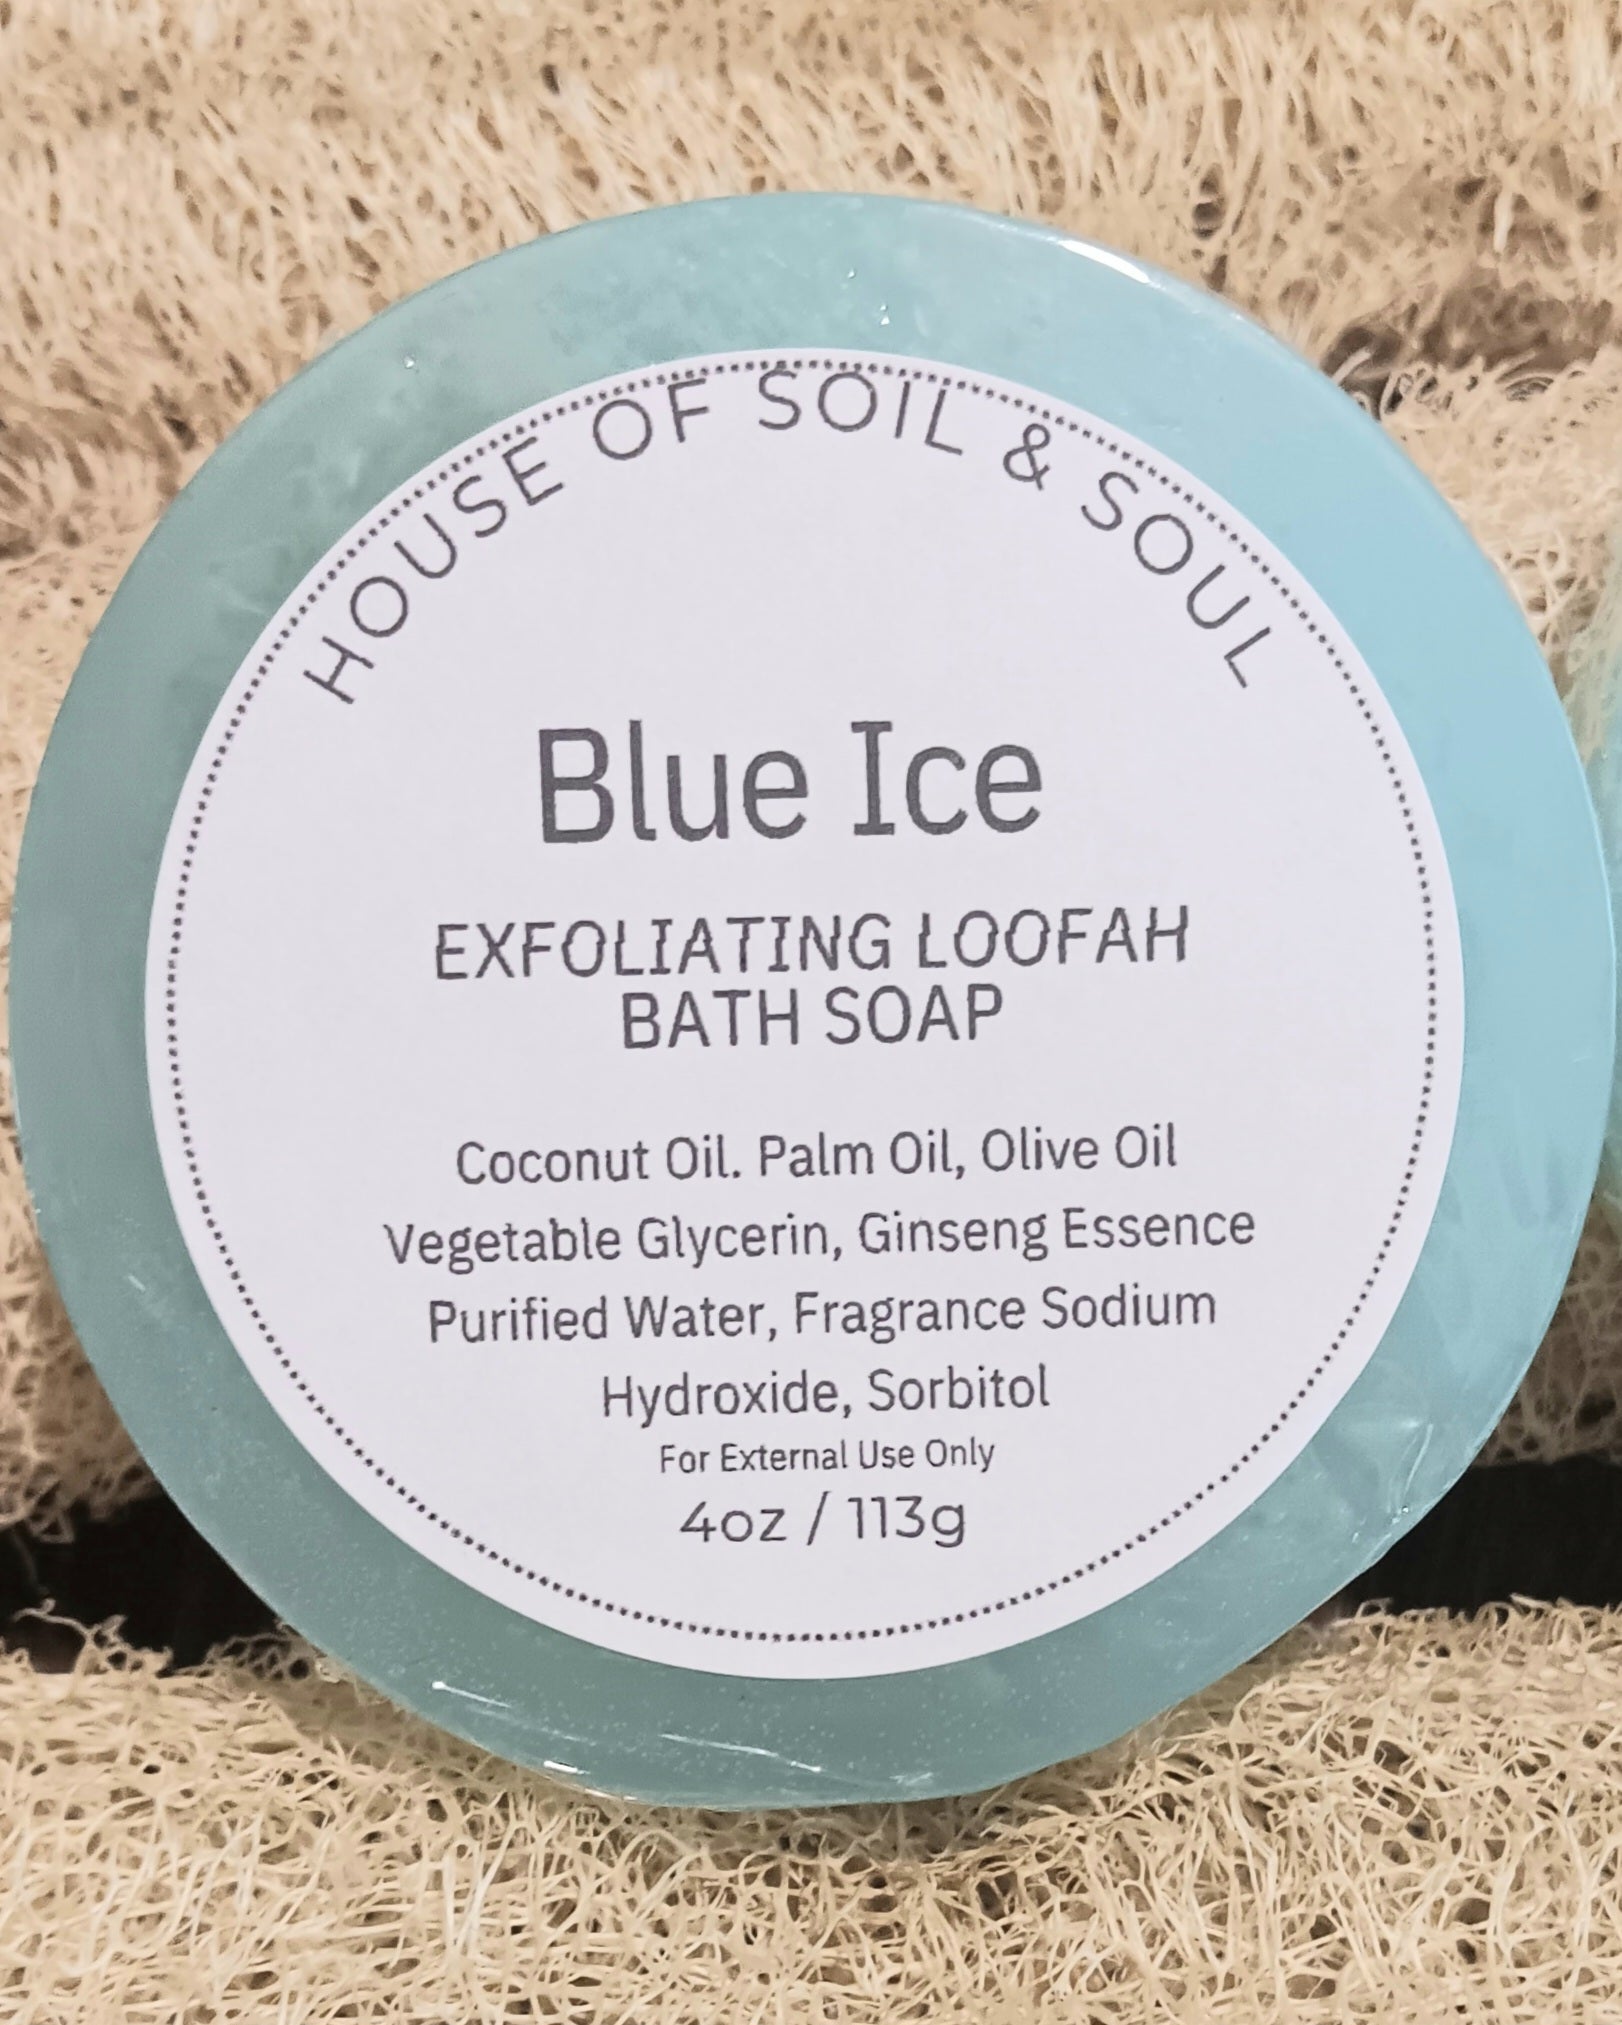 HOUSE OF SOIL & SOUL
Blue Ice
EXFOLIATING LOOFAH
BATH SOAP
Coconut Oil. Palm Oil, Olive Oil
Vegetable Glycerin, Ginseng Essence
Purified Water, Fragrance Sodium
Hydroxide, Sorbitol
For External Use Only
4oz / 113g